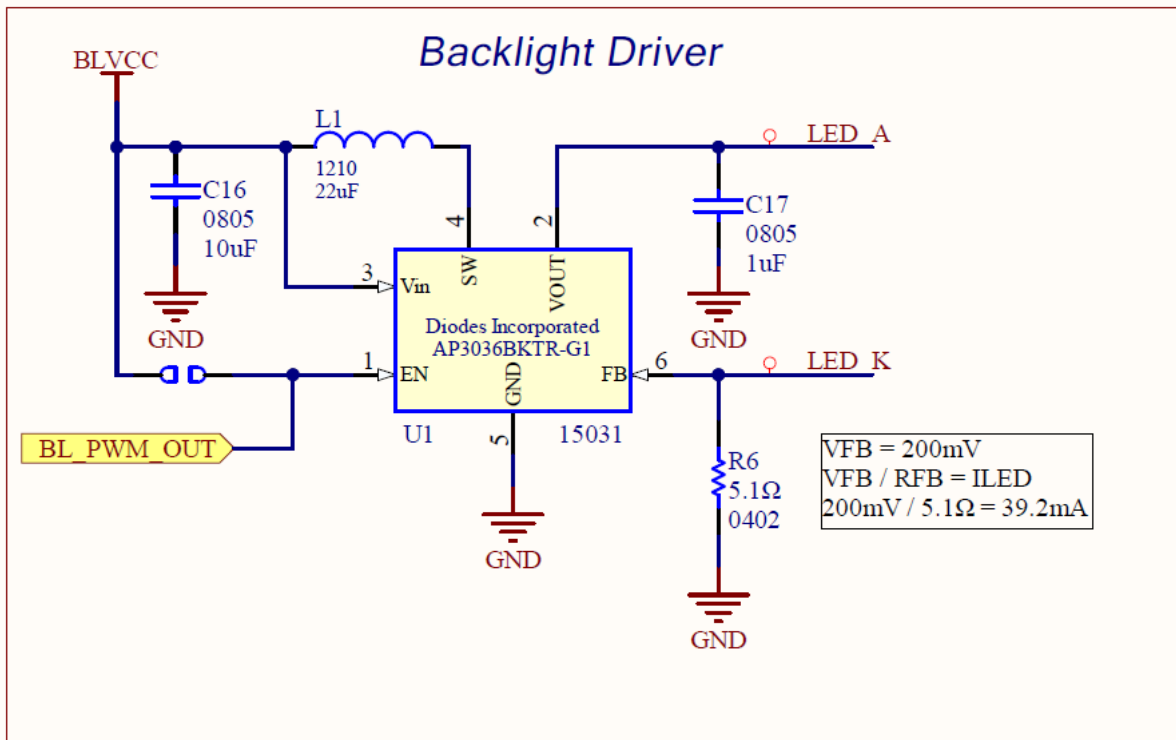 Backlight Driver
BLVCC
L1
1210
22uF
C16
0805
10uF
GND
4
2
SW
VOUT
3
Vin
Diodes Incorporated
AP3036BKTR-G1
1
EN
GND
FB
6
U1
5
15031
GND
C17
0805
1uF
GND
LED_A
LED_K
BL_PWM_OUT
R6
5.1Ω
0402
GND
VFB = 200mV
VFB / RFB = ILED
200mV / 5.1Ω = 39.2mA